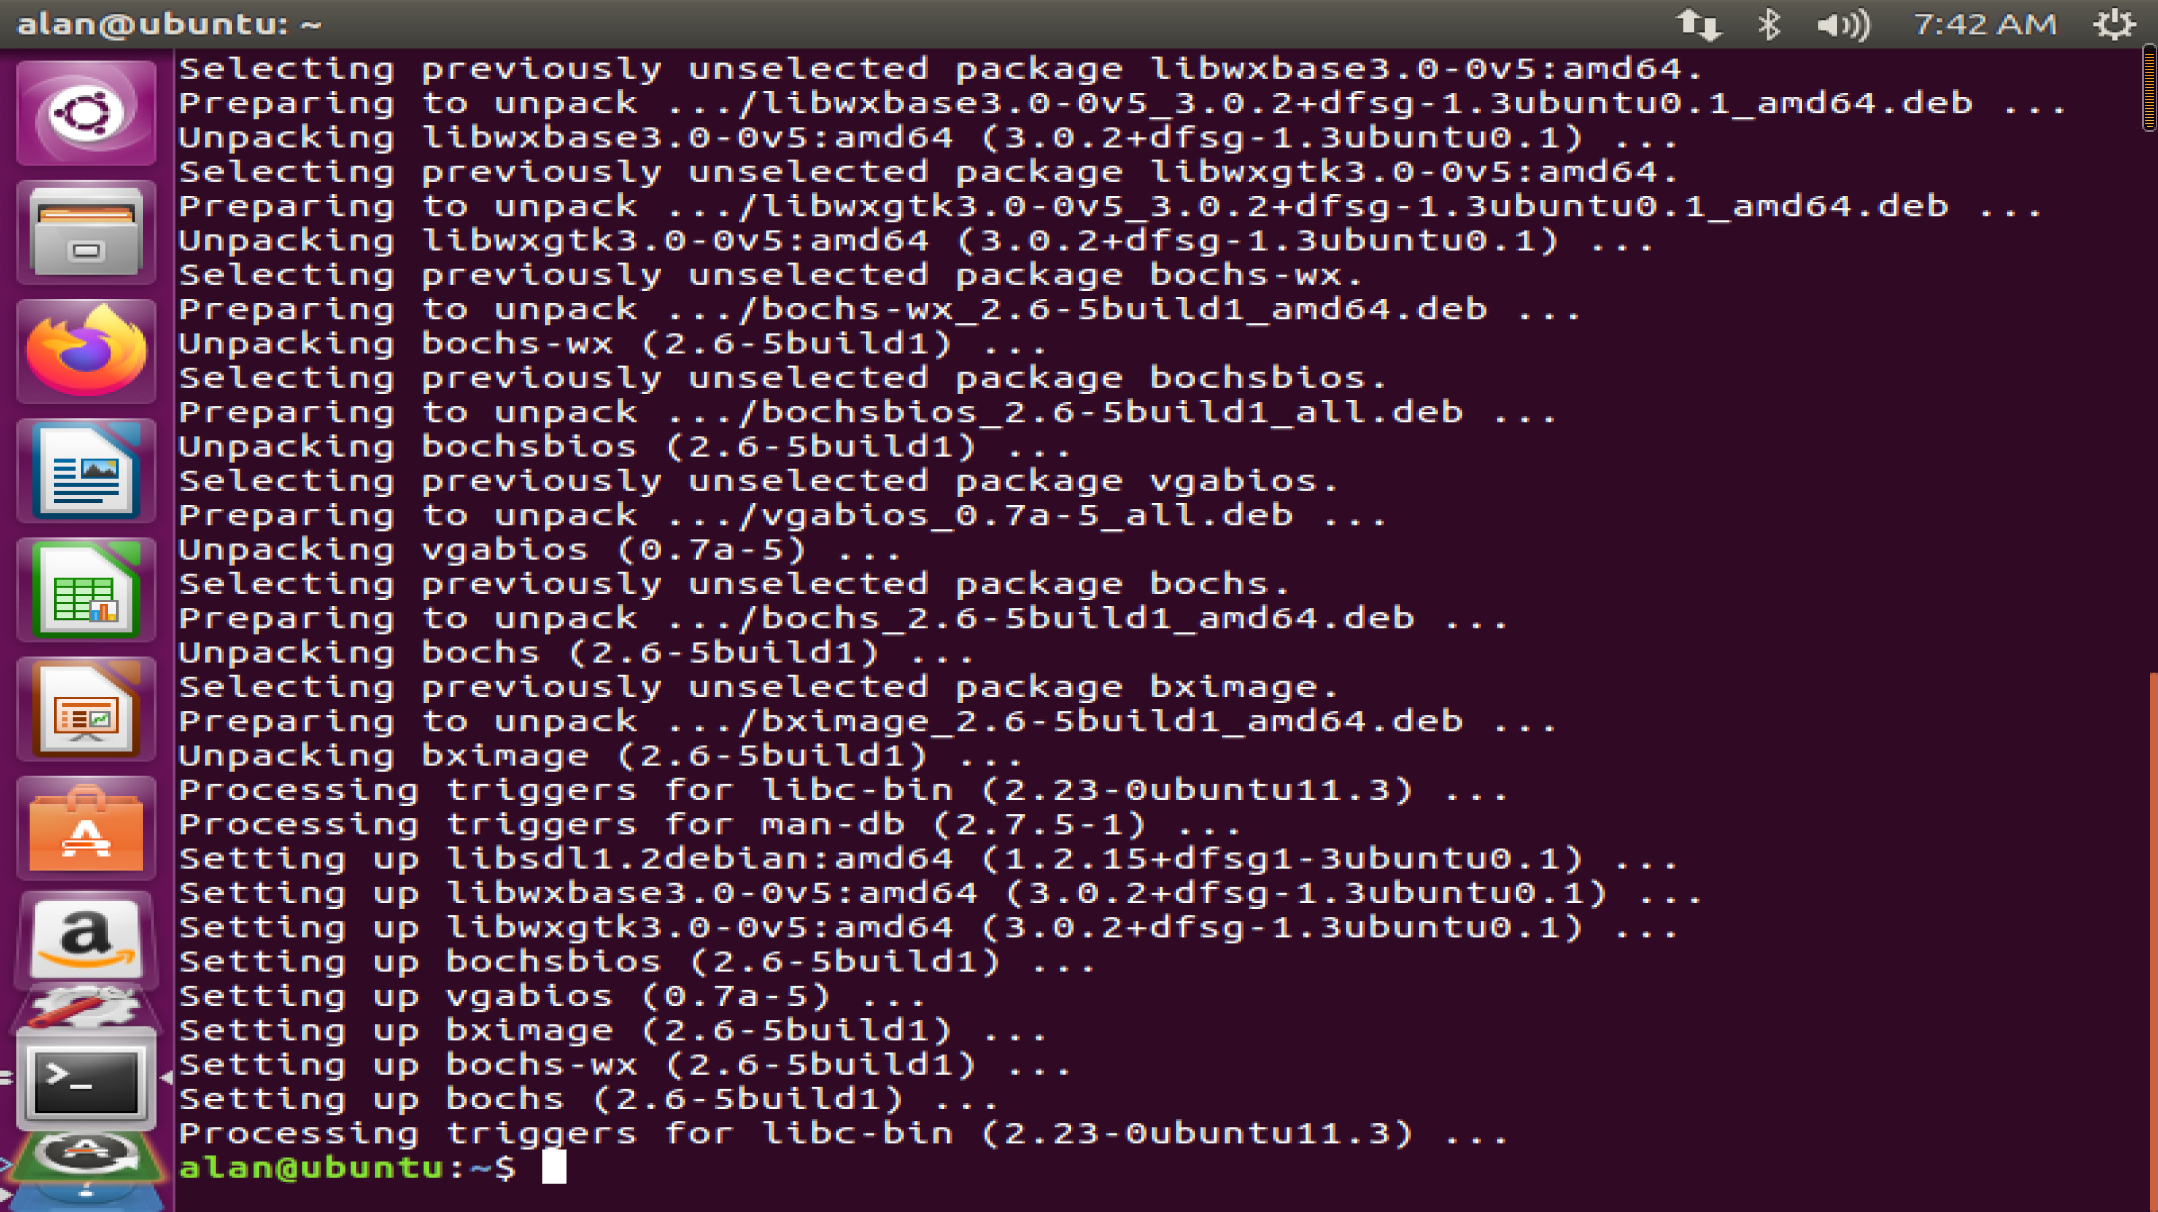 alan@ubuntu: ~
7:42 AM
Selecting previously unselected package libwxbase3.0-0v5:amd64.
Preparing to unpack .../libwxbase3.0-0v5_3.0.2+dfsg-1.3ubuntu0.1_amd64.deb ...
Unpacking libwxbase3.0-0v5:amd64 (3.0.2+dfsg-1.3ubuntu0.1) ...
Selecting previously unselected package libwxgtk3.0-0v5:amd64.
Preparing to unpack .../libwxgtk3.0-0v5_3.0.2+dfsg-1.3ubuntu0.1_amd64.deb ...
Unpacking libwxgtk3.0-0v5:amd64 (3.0.2+dfsg-1.3ubuntu0.1) ...
Selecting previously unselected package bochs-wx.
Preparing to unpack .../bochs-wx_2.6-5build1_amd64.deb ...
Unpacking bochs-wx (2.6-5build1) ...
Selecting previously unselected package bochsbios.
Preparing to unpack .../bochsbios_2.6-5build1_all.deb ...
Unpacking bochsbios (2.6-5build1) ...
Selecting previously unselected package vgabios.
Preparing to unpack .../vgabios_0.7a-5_all.deb ...
Unpacking vgabios (0.7a-5) ...
Selecting previously unselected package bochs.
Preparing to unpack .../bochs_2.6-5build1_amd64.deb ...
Unpacking bochs (2.6-5build1) ...
Selecting previously unselected package bximage.
Preparing to unpack .../bximage_2.6-5build1_amd64.deb ...
Unpacking bximage (2.6-5build1) ...
Processing triggers for libc-bin (2.23-0ubuntu11.3) ...
Processing triggers for man-db (2.7.5-1) ...
Setting up libsdl1.2debian:amd64 (1.2.15+dfsg1-3ubuntu0.1) ...
Setting up libwxbase3.0-0v5:amd64 (3.0.2+dfsg-1.3ubuntu0.1) ...
Setting up libwxgtk3.0-0v5:amd64 (3.0.2+dfsg-1.3ubuntu0.1) ...
Setting up bochsbios (2.6-5build1) ...
Setting up vgabios (0.7a-5) ...
Setting up bximage (2.6-5build1) ...
Setting up bochs-wx (2.6-5build1) ...
Setting up bochs (2.6-5build1) ...
Processing triggers for libc-bin (2.23-0ubuntu11.3) ...
alan@ubuntu:~$